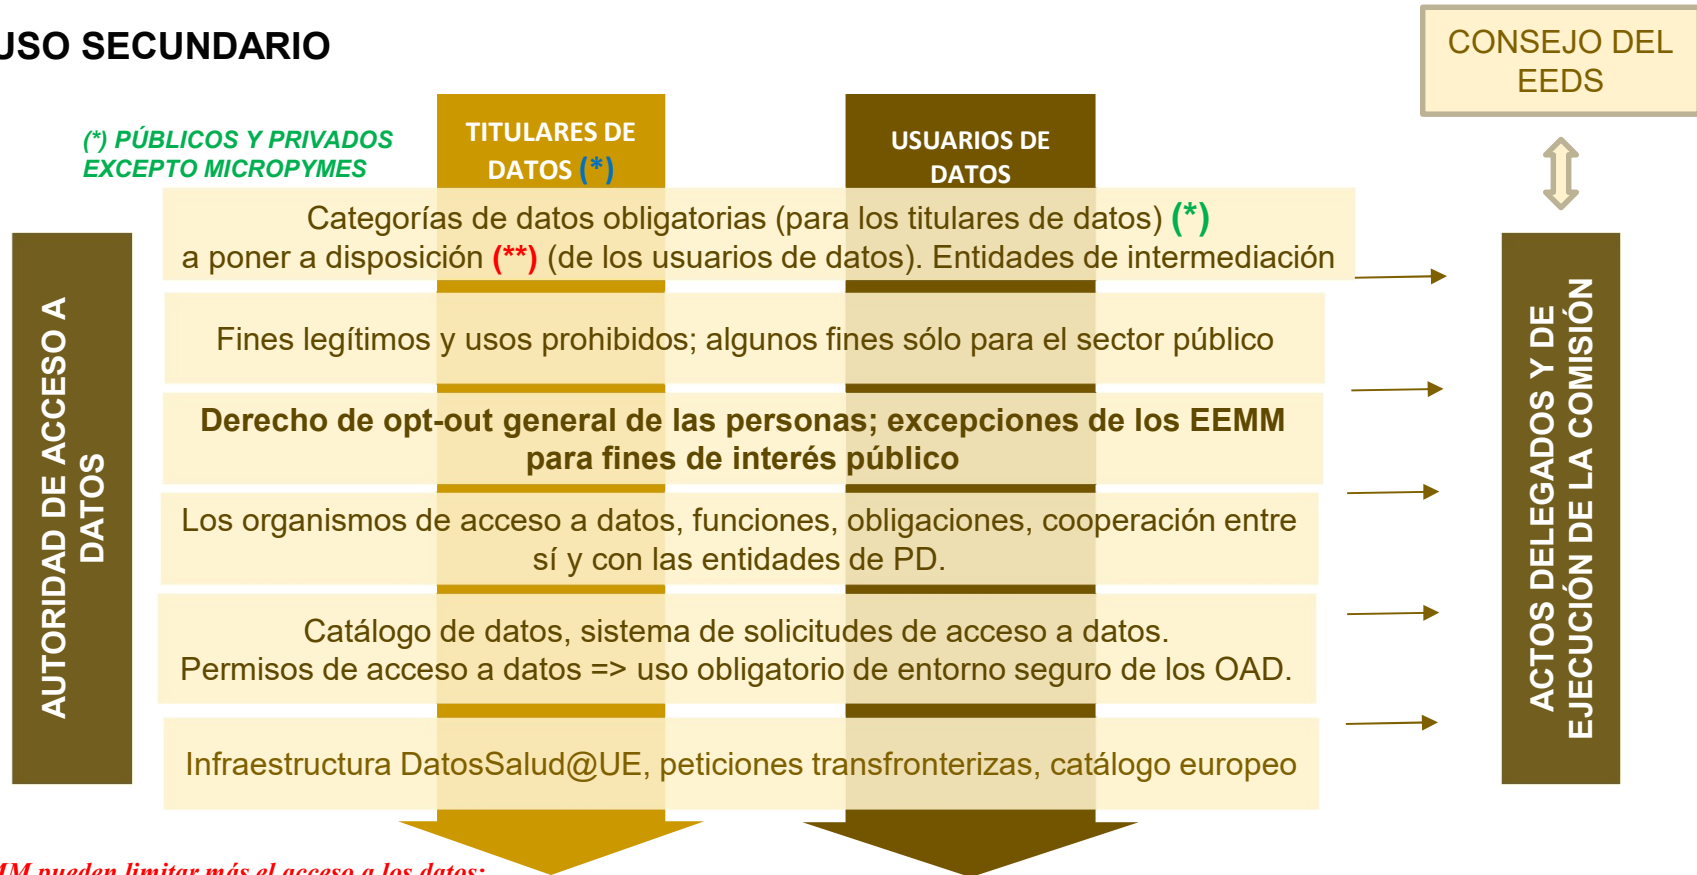 USO SECUNDARIO
CONSEJO DEL
EEDS
(*) PÚBLICOS Y PRIVADOS
EXCEPTO MICROPYMES
TITULARES DE
DATOS (*)
USUARIOS DE
DATOS
Categorías de datos obligatorias (para los titulares de datos) (*)
a poner a disposición (**) (de los usuarios de datos). Entidades de intermediación
Fines legítimos y usos prohibidos; algunos fines sólo para el sector público
Derecho de opt-out general de las personas; excepciones de los EEMM
para fines de interés público
Los organismos de acceso a datos, funciones, obligaciones, cooperación entre
sí y con las entidades de PD.
Catálogo de datos, sistema de solicitudes de acceso a datos.
Permisos de acceso a datos => uso obligatorio de entorno seguro de los OAD.
Infraestructura DatosSalud@UE, peticiones transfronterizas, catálogo europeo
AUTORIDAD DE ACCESO A
DATOS
ACTOS DELEGADOS Y DE
EJECUCIÓN DE LA COMISIÓN
pueden limitar más el acceso a los datos: